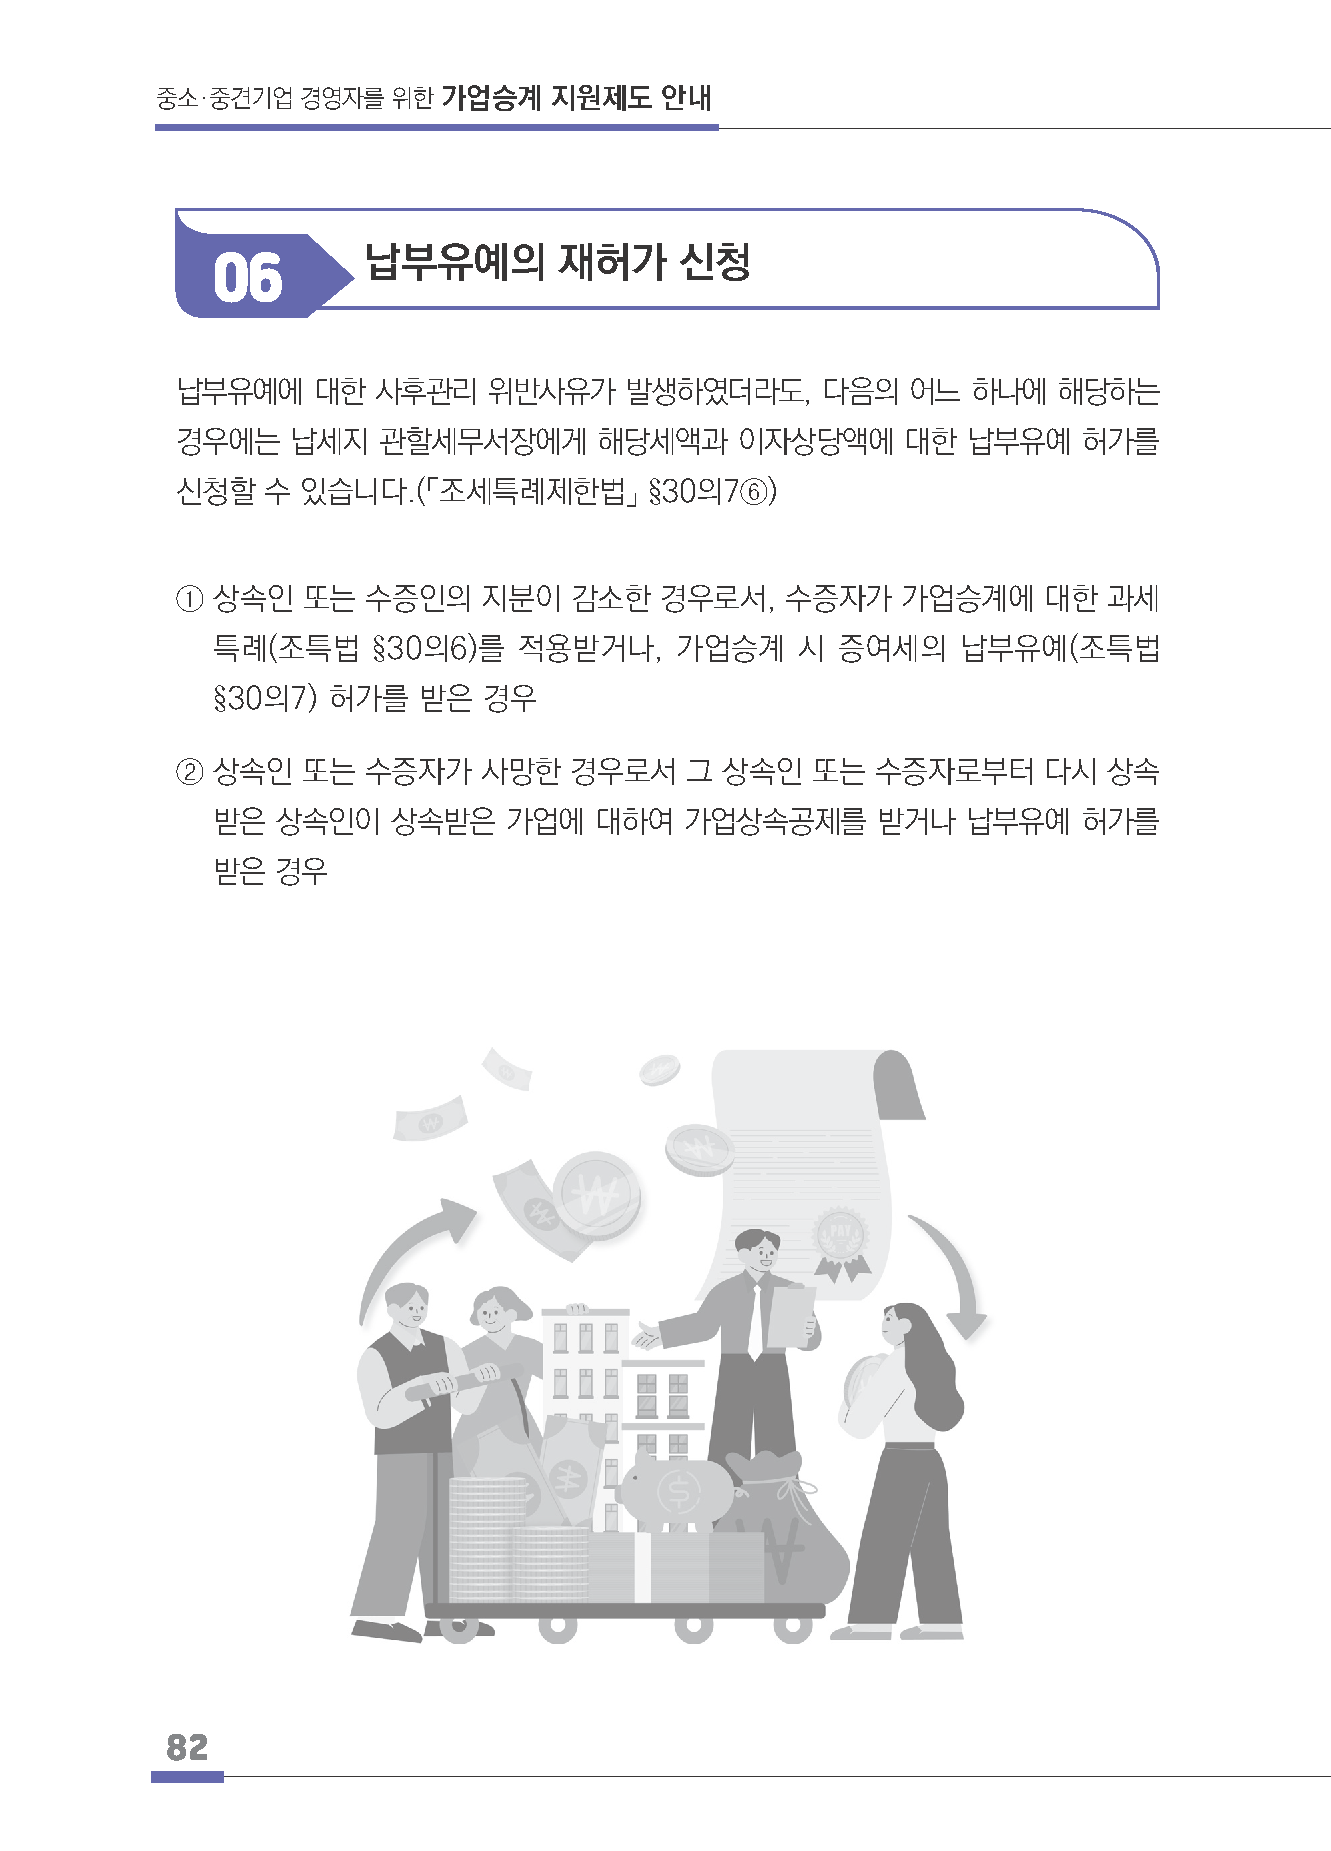 중소·중견기업 경영자를 위한 가업승계 지원제도 안내
06 납부유예의 재허가 신청
납부유예에 대한 사후관리 위반사유가 발생하였더라도, 다음의 어느 하나에 해당하는
경우에는 납세지 관할세무서장에게 해당세액과 이자상당액에 대한 납부유예 허가를
신청할 수 있습니다.(「조세특례제한법」 §30의7⑥)
① 상속인 또는 수증인의 지분이 감소한 경우로서, 수증자가 가업승계에 대한 과세
특례(조특법 §30의6)를 적용받거나, 가업승계 시 증여세의 납부유예(조특법
§30의7) 허가를 받은 경우
② 상속인 또는 수증자가 사망한 경우로서 그 상속인 또는 수증자로부터 다시 상속
받은 상속인이 상속받은 가업에 대하여 가업상속공제를 받거나 납부유예 허가를
받은 경우
PAY
82